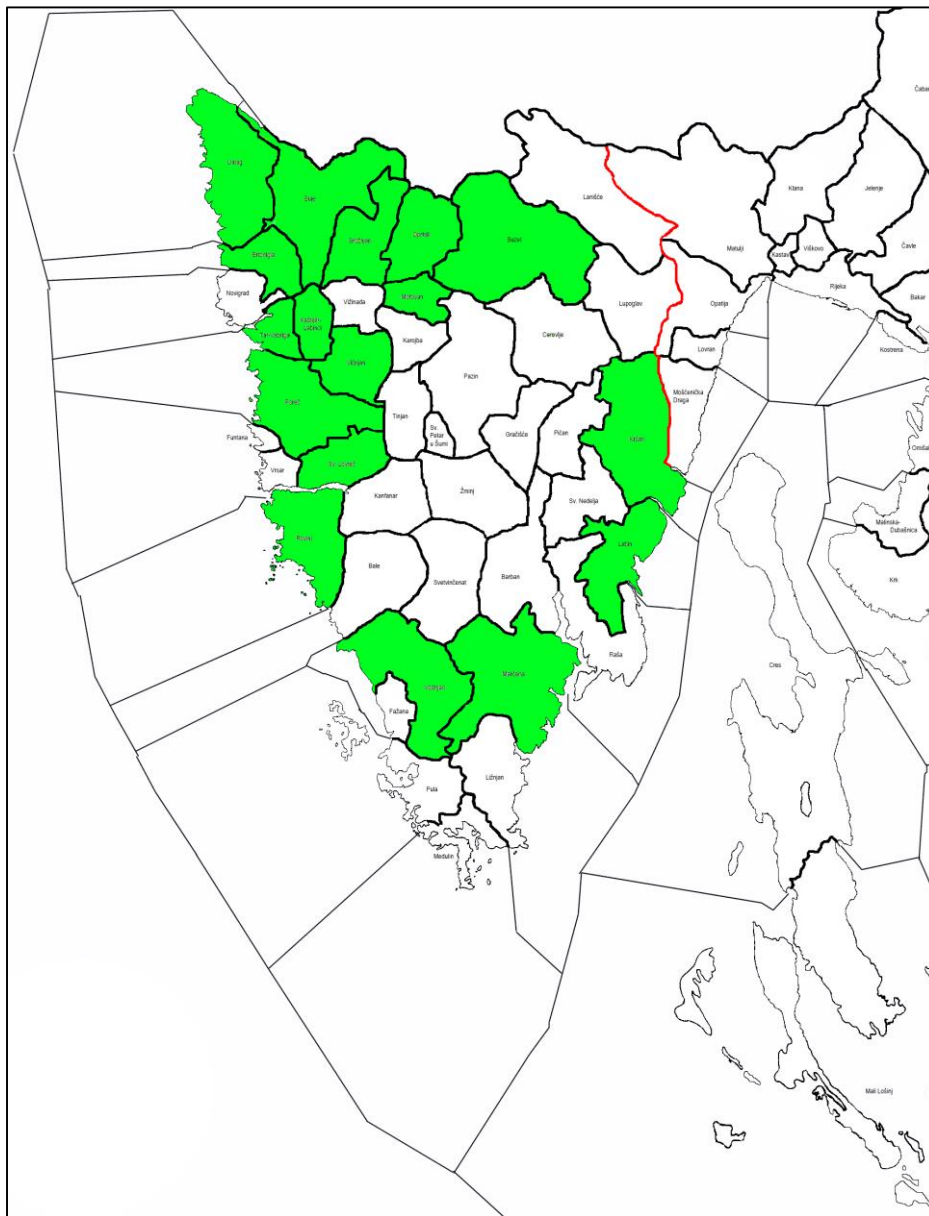 Čabar
Umag
Buje
Lanišće
Klana
Jelenje
Grožnjan
Oprtalj
Buzet
Matulji
Viškovo
Čavle
Brtonigla
Kastav
Novigrad
Motovun
Rijeka
Vižinada
Lupoglav
Opatija
Bakar
Kaštelir-
Labinci
Cerovlje
Karojba
Lovran
Kostrena
Višnjan
Pazin
Poreč
Mošćenička
Draga
Tinjan
Sv.
Petar
u Šumi
Gračišće
Pićan
Kršan
Funtana
Omišalj
Vrsar
Sv. Lovreč
Kanfanar
Žminj
Sv. Nedelja
Malinska-
Dubašnica
Rovinj
Labin
Bale
Svetvinčenat
Barban
Krk
Raša
Cres
Vodnjan
Marčana
Fažana
Ližnjan
Pula
Medulin
Mali Lošinj